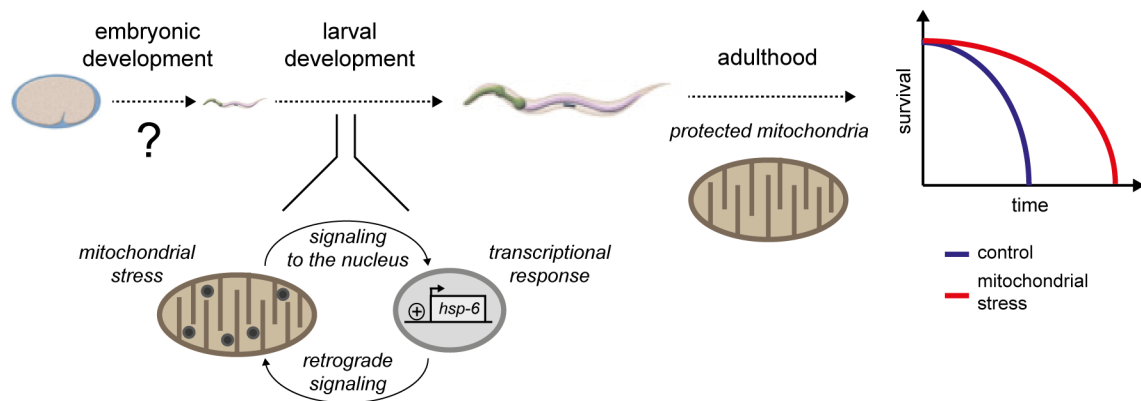 embryonic
development
larval
development
adulthood
?
protected mitochondria
mitochondrial
stress
signaling
to the nucleus
transcriptional
response
+
hsp-6
retrograde
signaling
survival
time
control
mitochondrial
stress